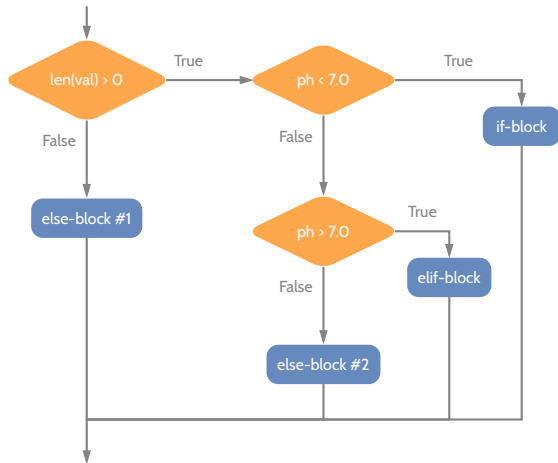 True
True
len(val) > 0
ph < 7.0
if-block
False
False
True
else-block #1
ph > 7.0
elif-block
False
else-block #2